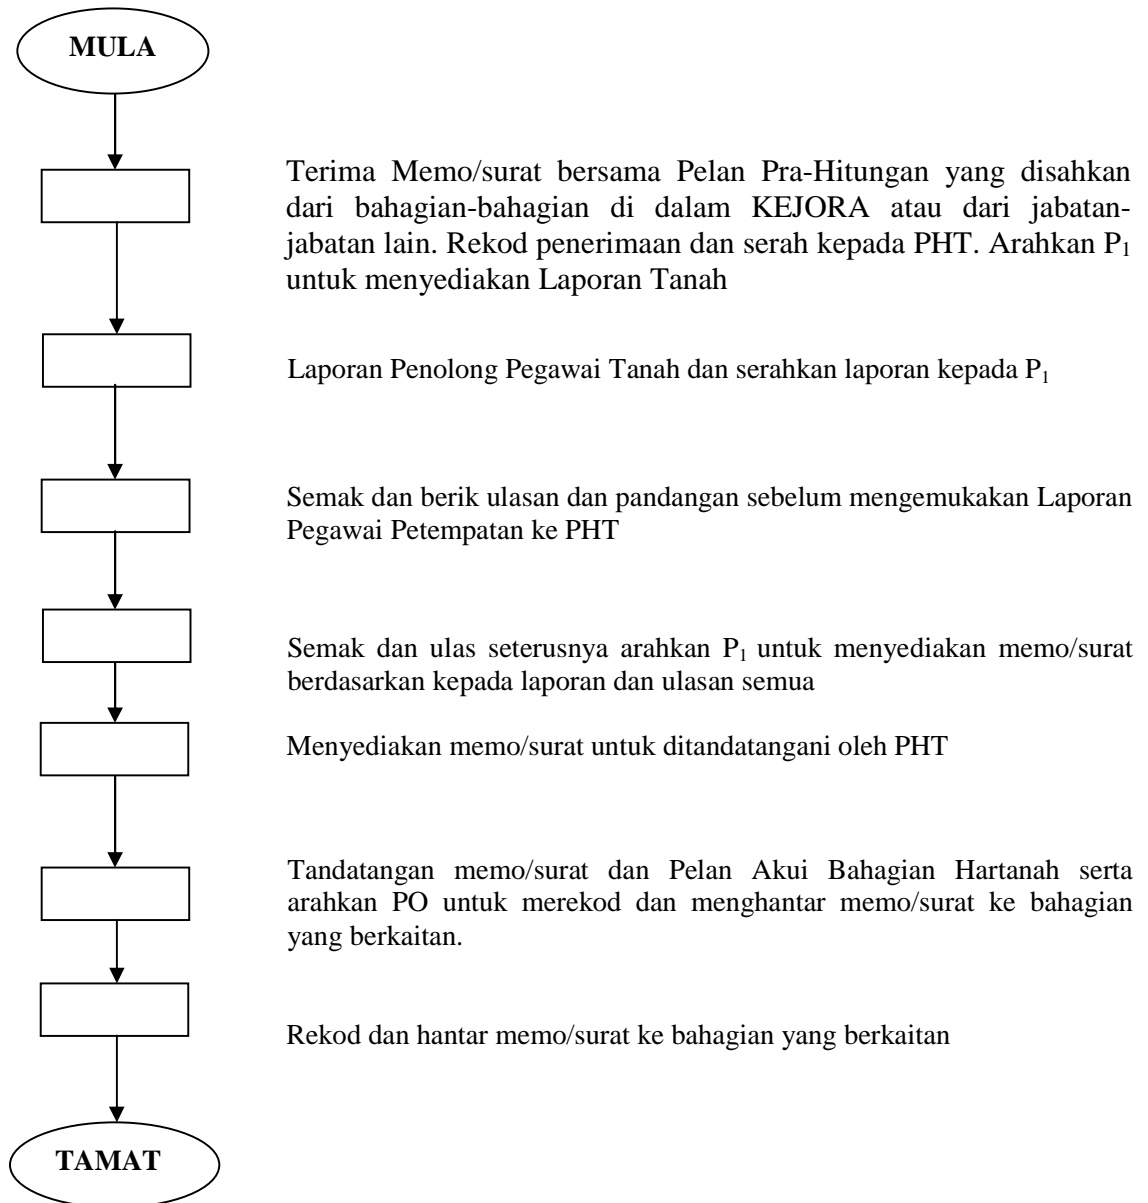 MULA
Terima Memo/surat bersama Pelan Pra-Hitungan yang disahkan
dari bahagian-bahagian di dalam KEJORA atau dari jabatan-
jabatan lain. Rekod penerimaan dan serah kepada PHT. Arahkan P₁
untuk menyediakan Laporan Tanah
Laporan Penolong Pegawai Tanah dan serahkan laporan kepada P₁
Semak dan berik ulasan dan pandangan sebelum mengemukakan Laporan
Pegawai Petempatan ke PHT
Semak dan ulas seterusnya arahkan P₁ untuk menyediakan memo/surat
berdasarkan kepada laporan dan ulasan semua
Menyediakan memo/surat untuk ditandatangani oleh PHT
Tandatangan memo/surat dan Pelan Akui Bahagian Hartanah serta
arahkan PO untuk merekod dan menghantar memo/surat ke bahagian
yang berkaitan.
Rekod dan hantar memo/surat ke bahagian yang berkaitan
TAMAT